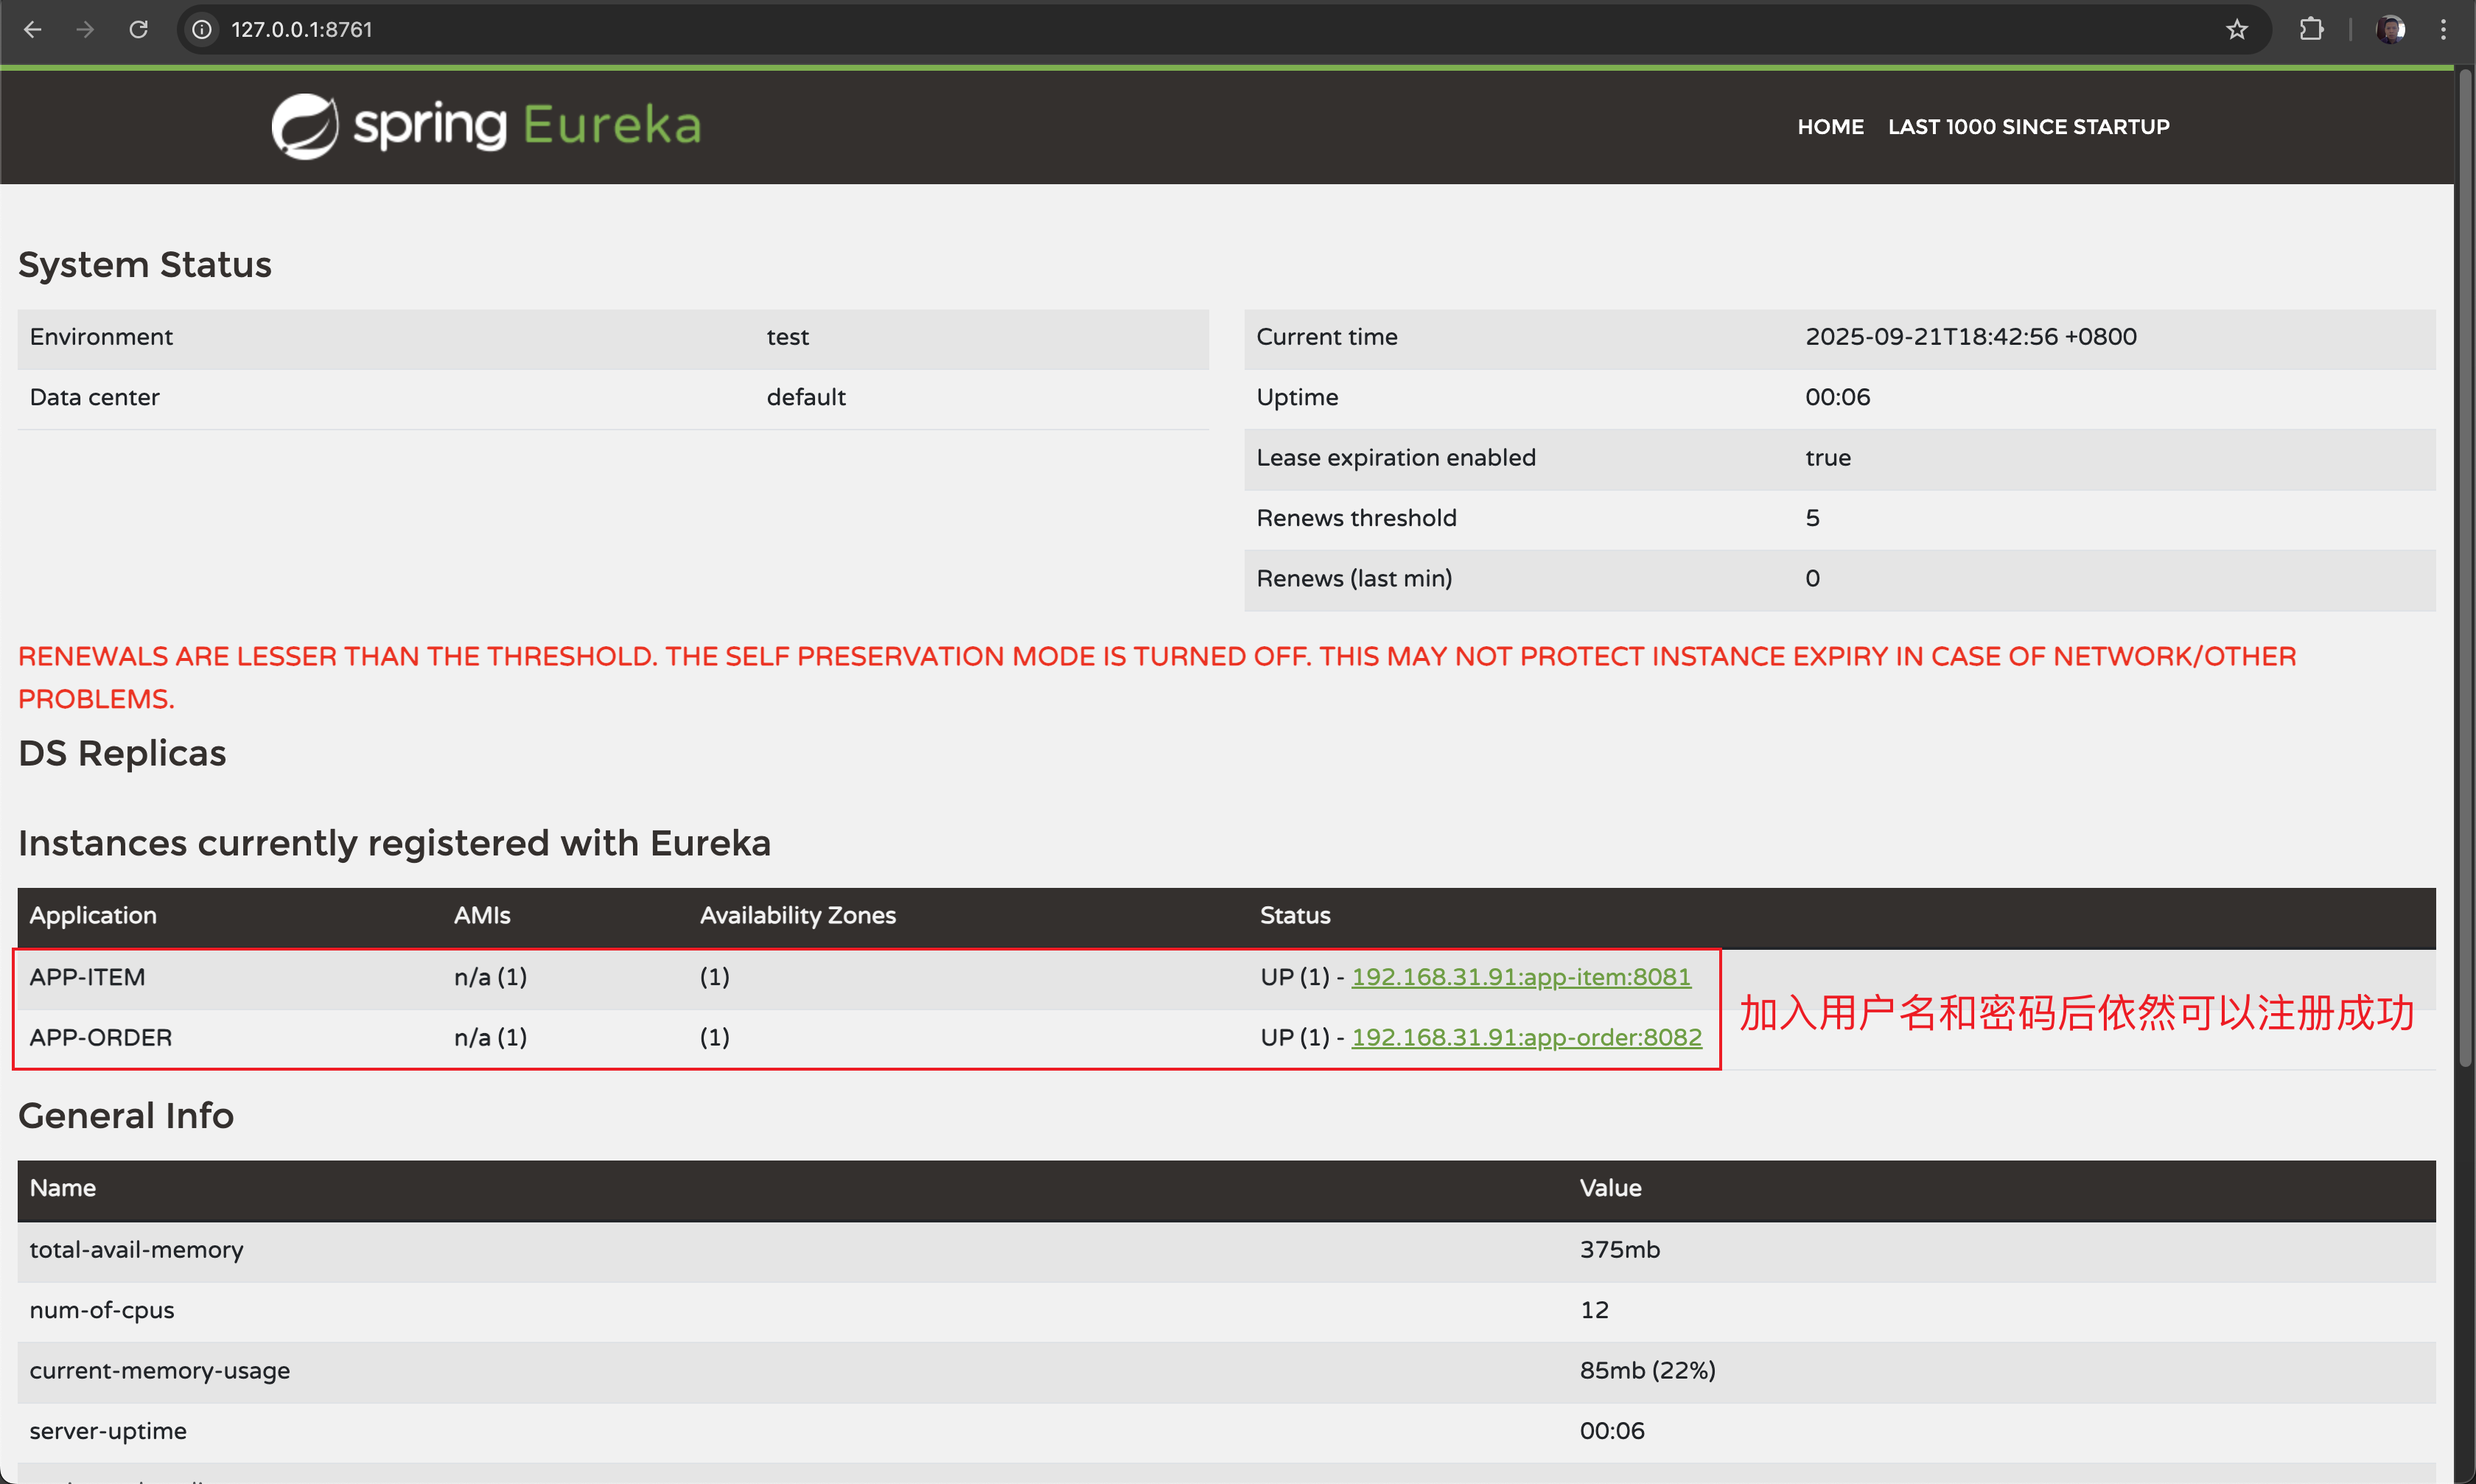 127.0.0.1:8761
spring Eureka
HOME LAST 1000 SINCE STARTUP
System Status
Environment test
Data center default
Current time 2025-09-21T18:42:56 +0800
Uptime 00:06
Lease expiration enabled true
Renews threshold 5
Renews (last min) 0
RENEWALS ARE LESSER THAN THE THRESHOLD. THE SELF PRESERVATION MODE IS TURNED OFF. THIS MAY NOT PROTECT INSTANCE EXPIRY IN CASE OF NETWORK/OTHER
PROBLEMS.
DS Replicas
Instances currently registered with Eureka
Application AMIs Availability Zones Status
APP-ITEM n/a (1) (1) UP (1) - 192.168.31.91:app-item:8081
加入用户名和密码后依然可以注册成功
APP-ORDER n/a (1) (1) UP (1) - 192.168.31.91:app-order:8082
General Info
Name Value
total-avail-memory 375mb
num-of-cpus 12
current-memory-usage 85mb (22%)
server-uptime 00:06